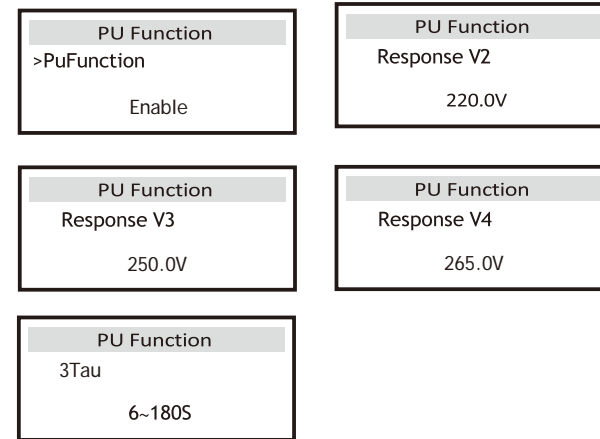 PU Function
>PuFunction
Enable
PU Function
Response V2
220.0V
PU Function
Response V3
250.0V
PU Function
Response V4
265.0V
PU Function
3Tau
6~180S